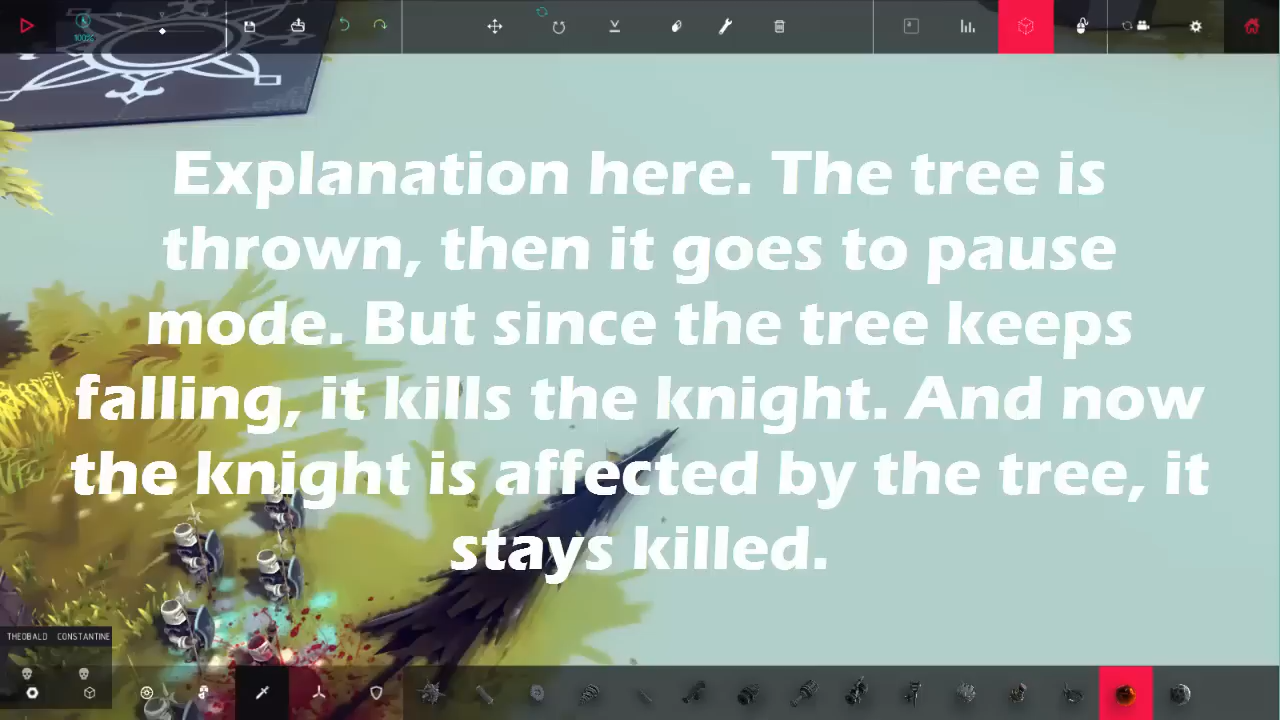 100%
Explanation here. The tree is
thrown, then it goes to pause
mode. But since the tree keeps
falling, it kills the knight. And now
the knight is affected by the tree, it
stays killed.
THEOBALD CONSTANTINE